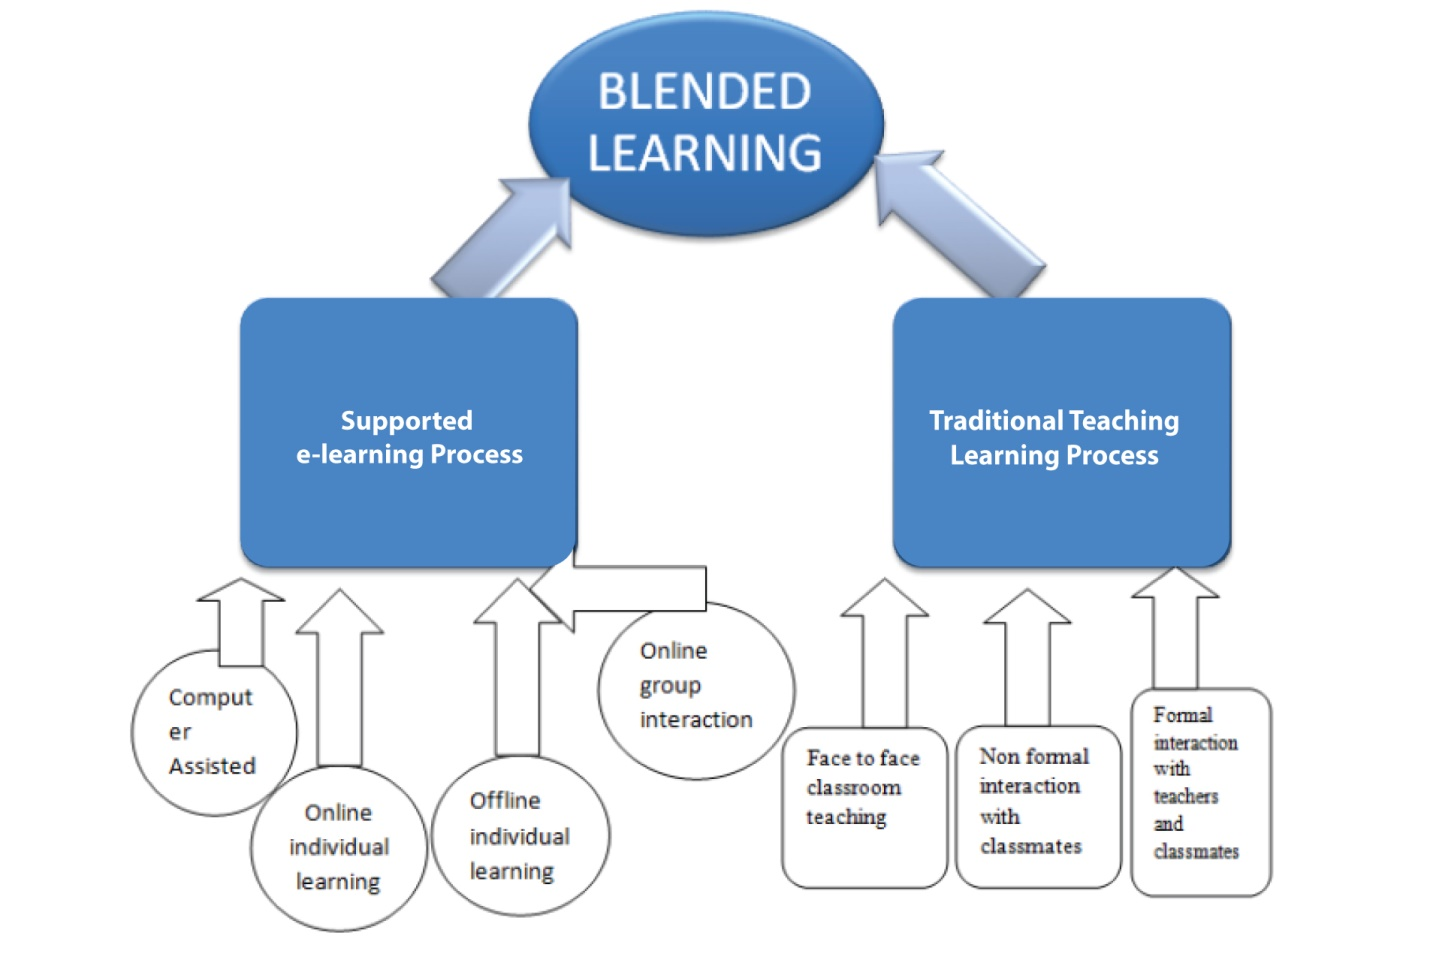 BLENDED
LEARNING
Supported
e-learning Process
Traditional Teaching
Learning Process
Comput
er
Assisted
Online
individual
learning
Offline
individual
learning
Online
group
interaction
Face to face
classroom
teaching
Non formal
interaction
with
classmates
Formal
interaction
with
teachers
and
classmates